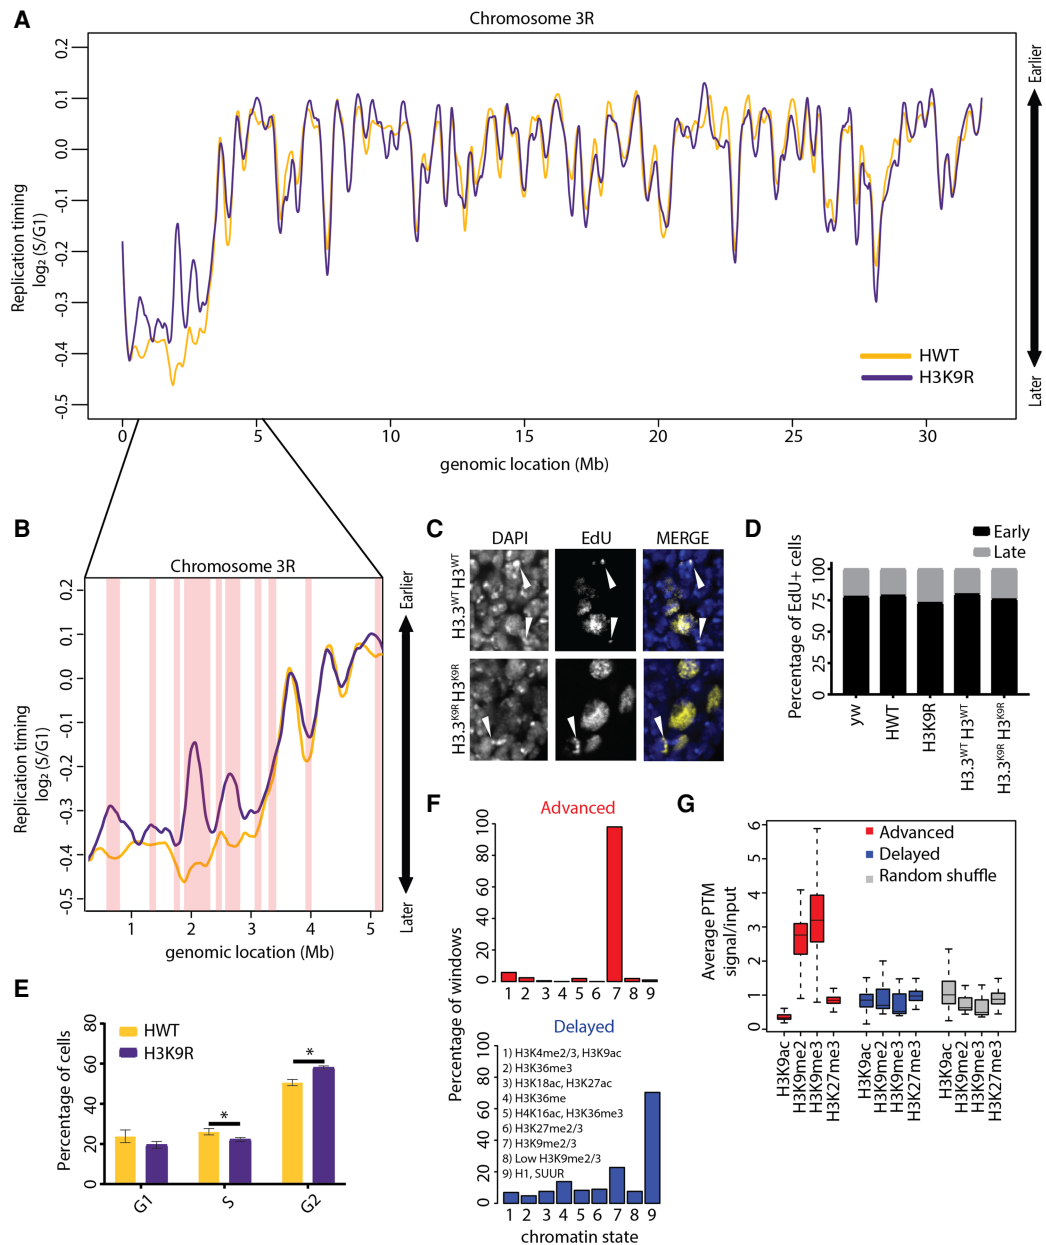 A
Chromosome 3R
0.2
0.1
0.0
-0.1
-0.2
-0.3
-0.4
-0.5
Replication timing
log₂ (S/G1)
Earlier
Later
HWT
H3K9R
0 5 10 15 20 25 30
genomic location (Mb)
B
Chromosome 3R
0.2
0.1
0.0
-0.1
-0.2
-0.3
-0.4
-0.5
Replication timing
log₂ (S/G1)
Earlier
Later
1 2 3 4 5
genomic location (Mb)
C
DAPI EdU MERGE
H3.3ᵂᵀH3ᵂᵀ
H3.3ᴷ⁹ᴿH3ᴷ⁹ᴿ
D
Early
Late
Percentage of EdU+ cells
100
75
50
25
0
yw
HWT
H3K9R
H3.3ᵂᵀ H3ᵂᵀ
H3.3ᴷ⁹ᴿ H3ᴷ⁹ᴿ
E
HWT
H3K9R
Percentage of cells
80
60
40
20
0
*
*
G1 S G2
F
Advanced
Percentage of windows
100
80
60
40
20
0
1 2 3 4 5 6 7 8 9
Delayed
100
80
60
40
20
0
1) H3K4me2/3, H3K9ac
2) H3K36me3
3) H3K18ac, H3K27ac
4) H3K36me
5) H4K16ac, H3K36me3
6) H3K27me2/3
7) H3K9me2/3
8) Low H3K9me2/3
9) H1, SUUR
1 2 3 4 5 6 7 8 9
chromatin state
G
Advanced
Delayed
Random shuffle
Average PTM
signal/input
6
5
4
3
2
1
0
H3K9ac
H3K9me2
H3K9me3
H3K27me3
H3K9ac
H3K9me2
H3K9me3
H3K27me3
H3K9ac
H3K9me2
H3K9me3
H3K27me3